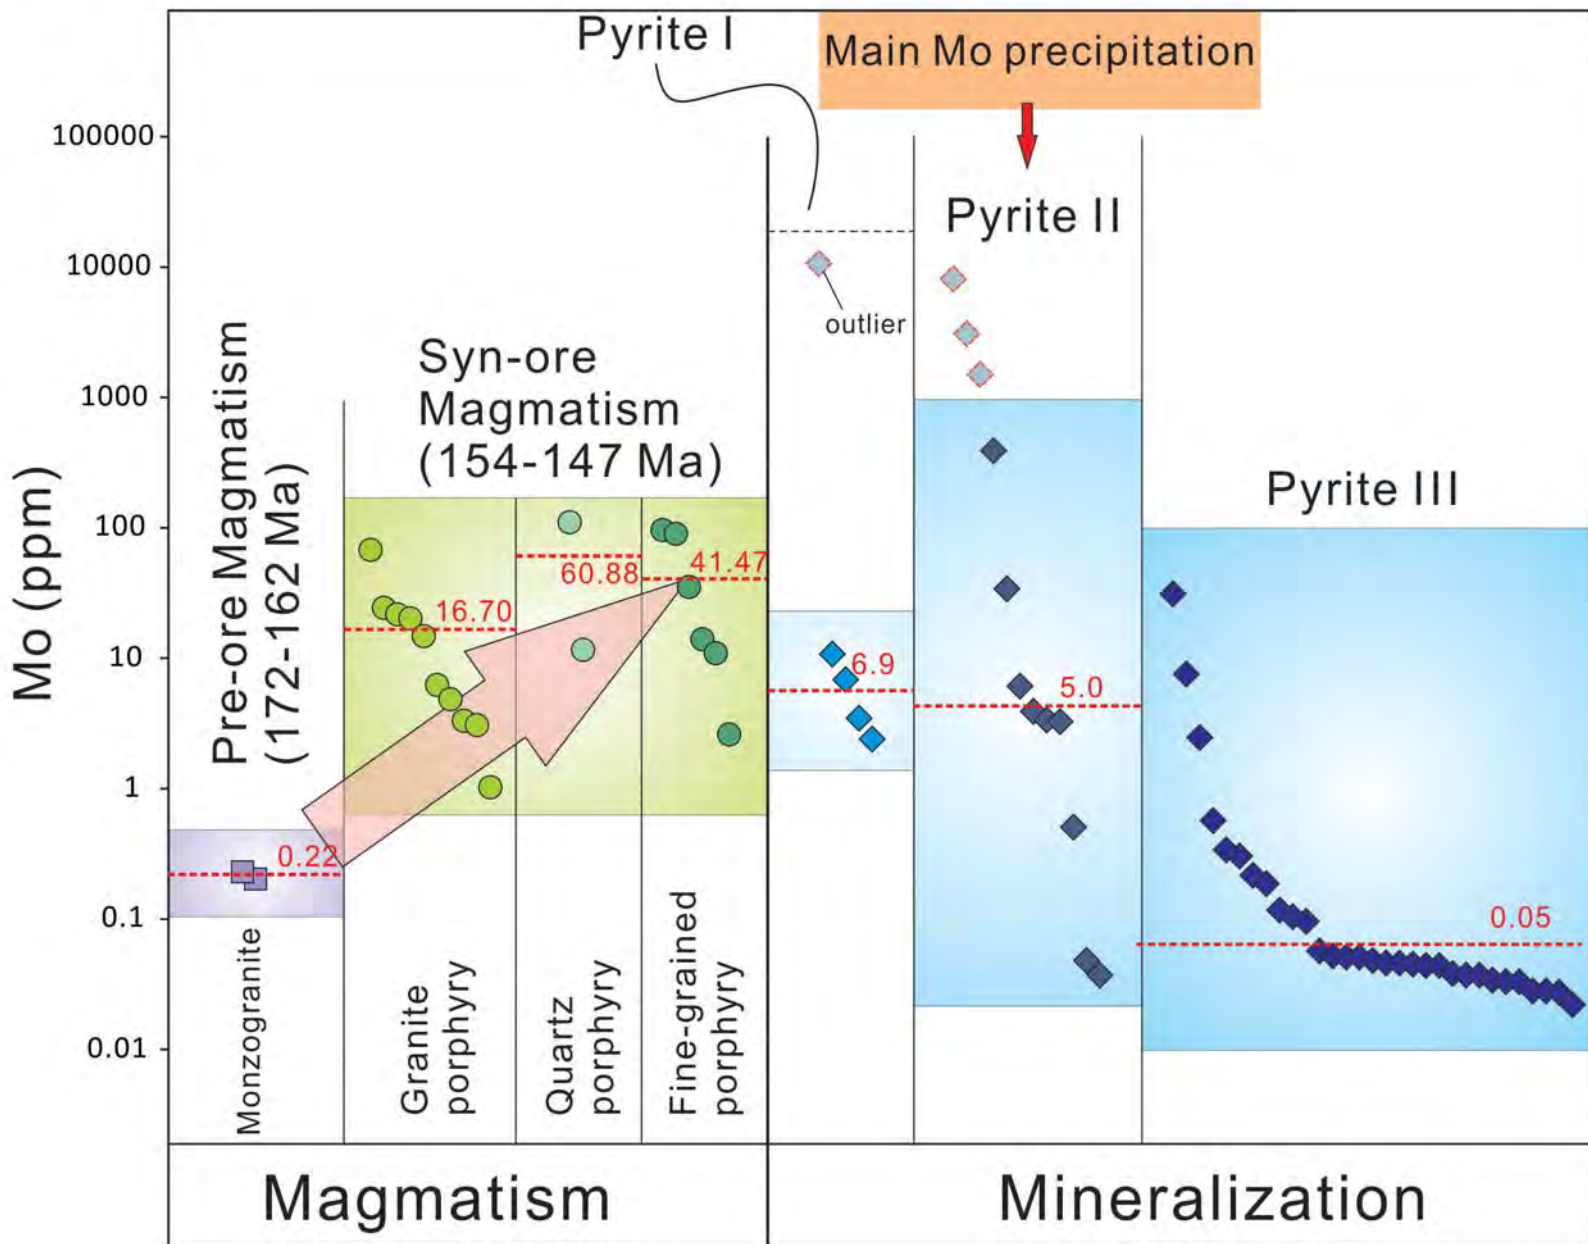 Pyrite I
Main Mo precipitation
100000
10000
1000
100
10
1
0.1
0.01
Mo (ppm)
Pre-ore Magmatism
(172-162 Ma)
Syn-ore
Magmatism
(154-147 Ma)
Pyrite II
outlier
Pyrite III
0.22
16.70
60.88
41.47
6.9
5.0
0.05
Monzogranite
Granite
porphyry
Quartz
porphyry
Fine-grained
porphyry
Magmatism
Mineralization